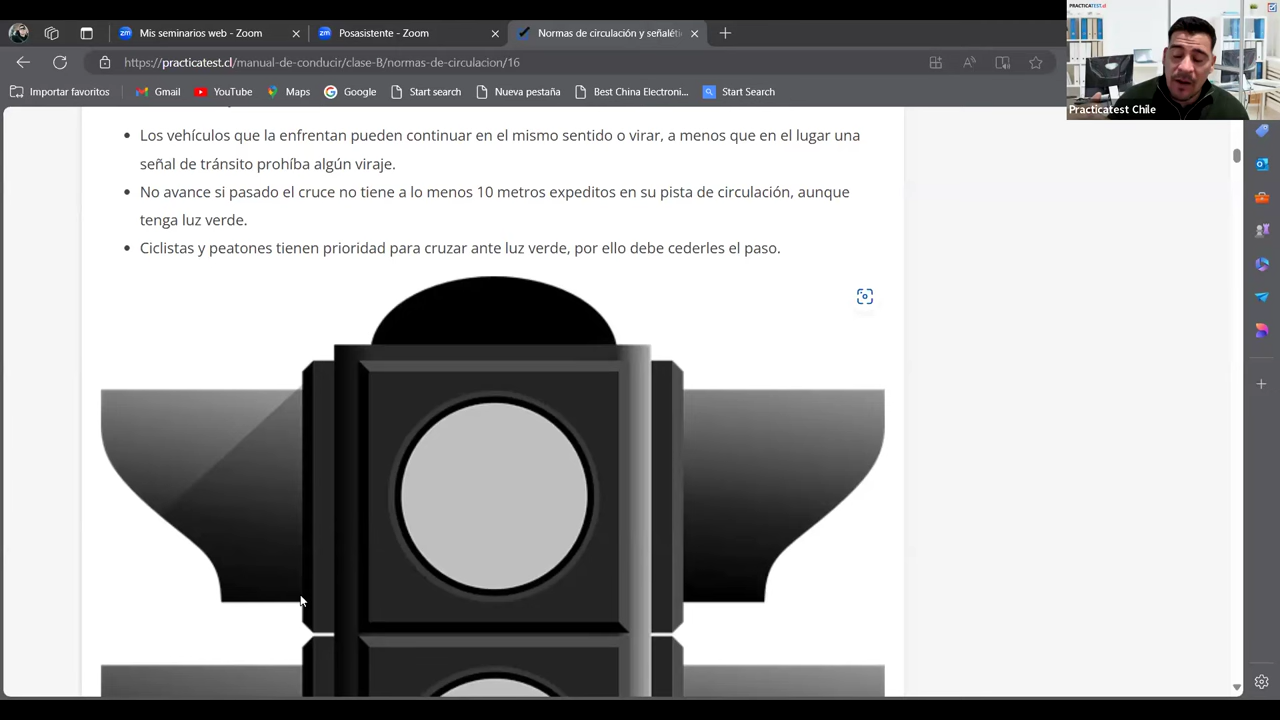 PRACTICATEST.cl
Mis seminarios web - Zoom
Posasistente - Zoom
Normas de circulación y señaléti
https://practicatest.cl/manual-de-conducir/clase-B/normas-de-circulacion/16
Importar favoritos
Gmail
YouTube
Maps
Google
Start search
Nueva pestaña
Best China Electroni...
Start Search
Practicatest Chile
Los vehículos que la enfrentan pueden continuar en el mismo sentido o virar, a menos que en el lugar una
señal de tránsito prohíba algún viraje.
No avance si pasado el cruce no tiene a lo menos 10 metros expeditos en su pista de circulación, aunque
tenga luz verde.
Ciclistas y peatones tienen prioridad para cruzar ante luz verde, por ello debe cederles el paso.